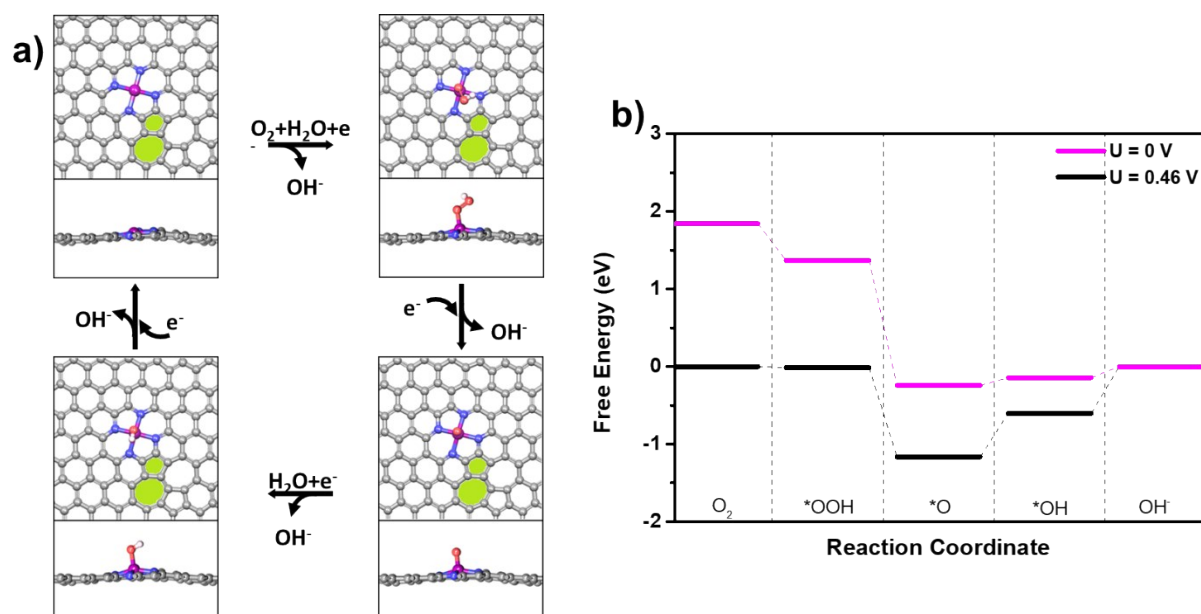 a)
O2+H2O+e
-
OH-
e-
OH-
H2O+e-
OH-
OH-
e-
b)
3
2
1
0
-1
-2
Free Energy (eV)
U = 0 V
U = 0.46 V
O2
*OOH
*O
*OH
OH-
Reaction Coordinate